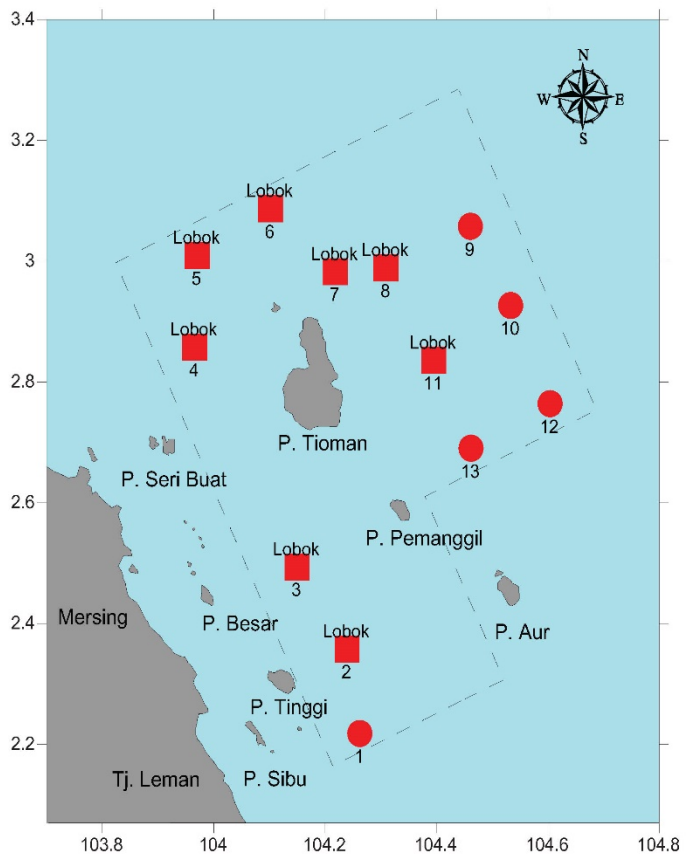 3.4
N
W E
S
3.2
Lobok
6
Lobok
5
9
3
Lobok
7
Lobok
8
10
Lobok
4
Lobok
11
2.8
12
P. Tioman
13
P. Seri Buat
2.6
P. Pemanggil
Lobok
3
2.4
Mersing
P. Besar
P. Aur
Lobok
2
P. Tinggi
2.2
1
Tj. Leman
P. Sibu
103.8 104 104.2 104.4 104.6 104.8